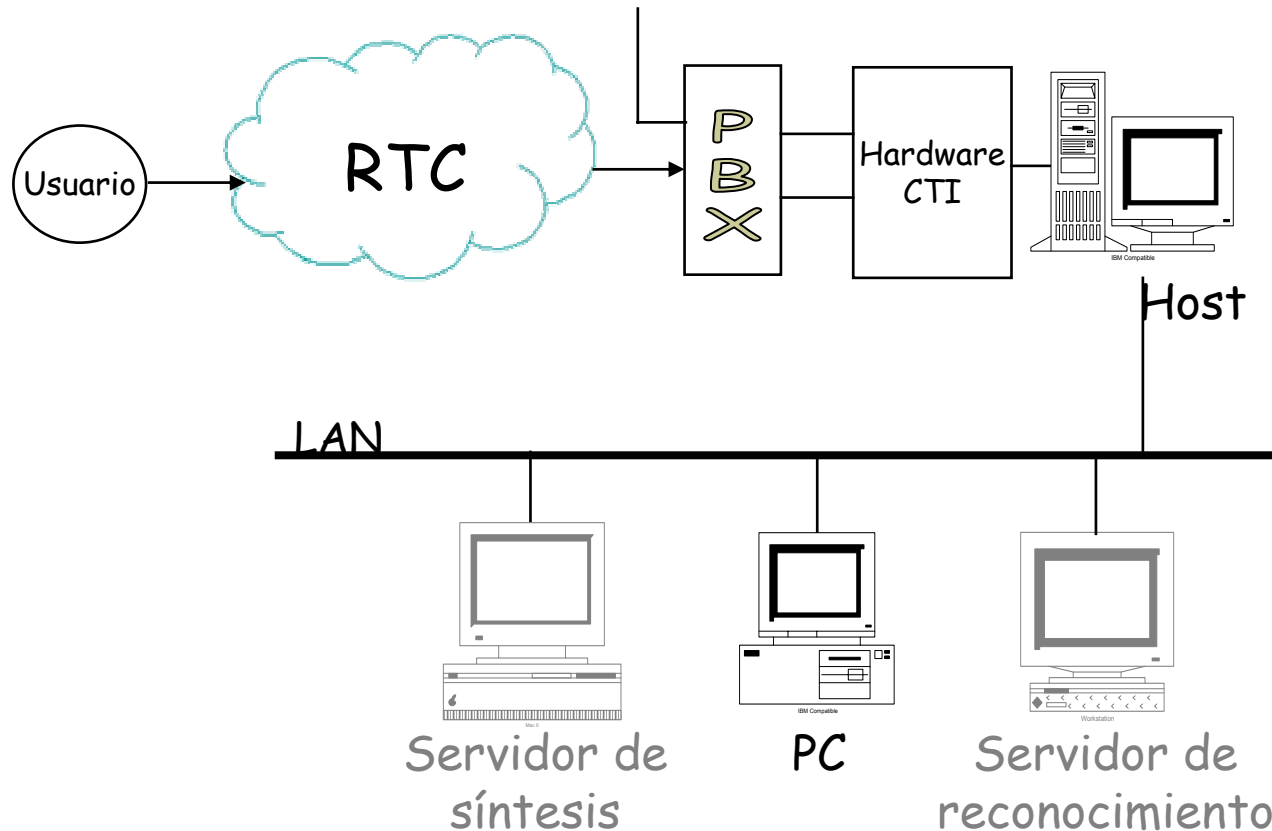 Usuario
RTC
P
B
X
Hardware
CTI
IBM Compatible
Host
LAN
Mac II
IBM Compatible
Workstation
Servidor de
síntesis
PC
Servidor de
reconocimiento